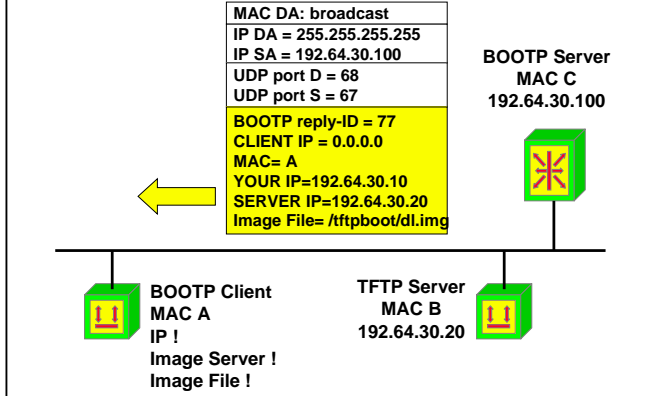 MAC DA: broadcast
IP DA = 255.255.255.255
IP SA = 192.64.30.100
UDP port D = 68
UDP port S = 67
BOOTP reply-ID = 77
CLIENT IP = 0.0.0.0
MAC= A
YOUR IP=192.64.30.10
SERVER IP=192.64.30.20
Image File= /tftpboot/dl.img
BOOTP Server
MAC C
192.64.30.100
BOOTP Client
MAC A
IP !
Image Server !
Image File !
TFTP Server
MAC B
192.64.30.20